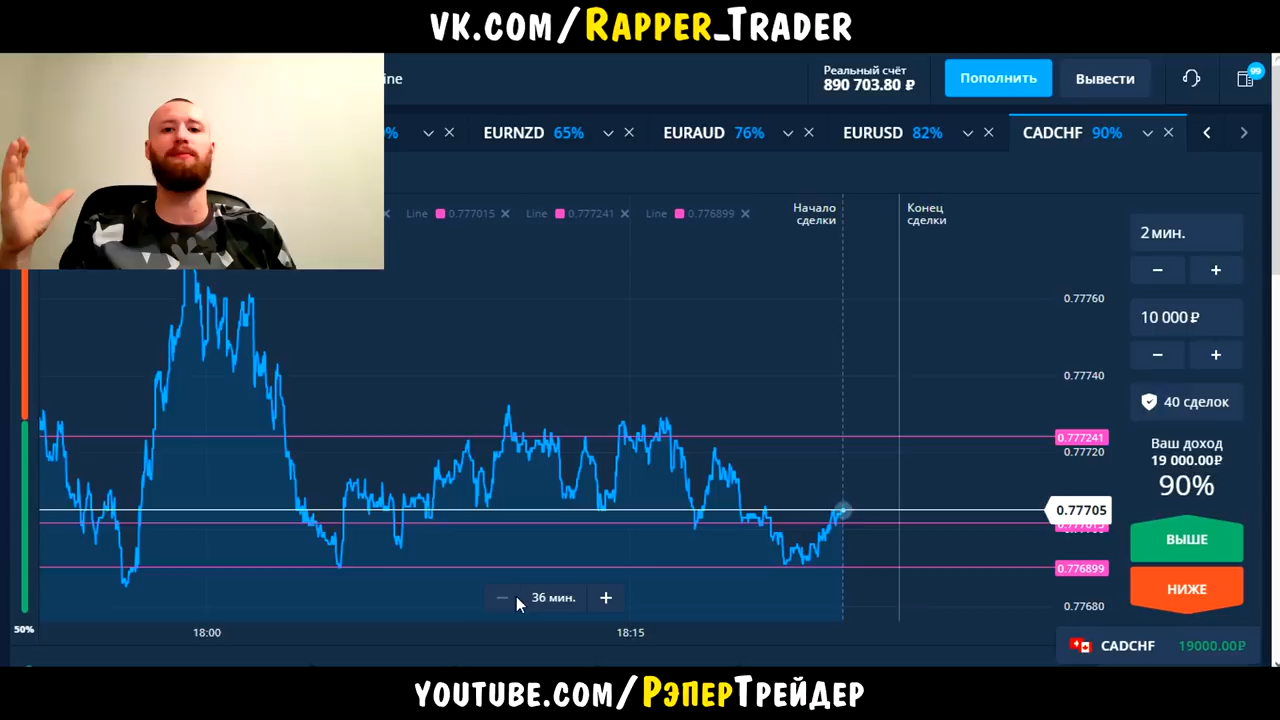 vk.com/Rapper_Trader
ine
Реальный счёт
890 703.80 ₽
Пополнить
Вывести
99
% EURNZD 65% EURAUD 76% EURUSD 82% CADCHF 90%
Line 0.777015 Line 0.777241 Line 0.776899
Начало сделки
Конец сделки
2 мин.
0.77760
10 000 ₽
0.77740
40 сделок
0.777241
0.77720
Ваш доход
19 000.00₽
90%
0.77705
ВЫШЕ
0.776899
НИЖЕ
36 мин.
0.77680
50%
18:00 18:15
CADCHF 19000.00₽
youtube.com/РэперТрейдер